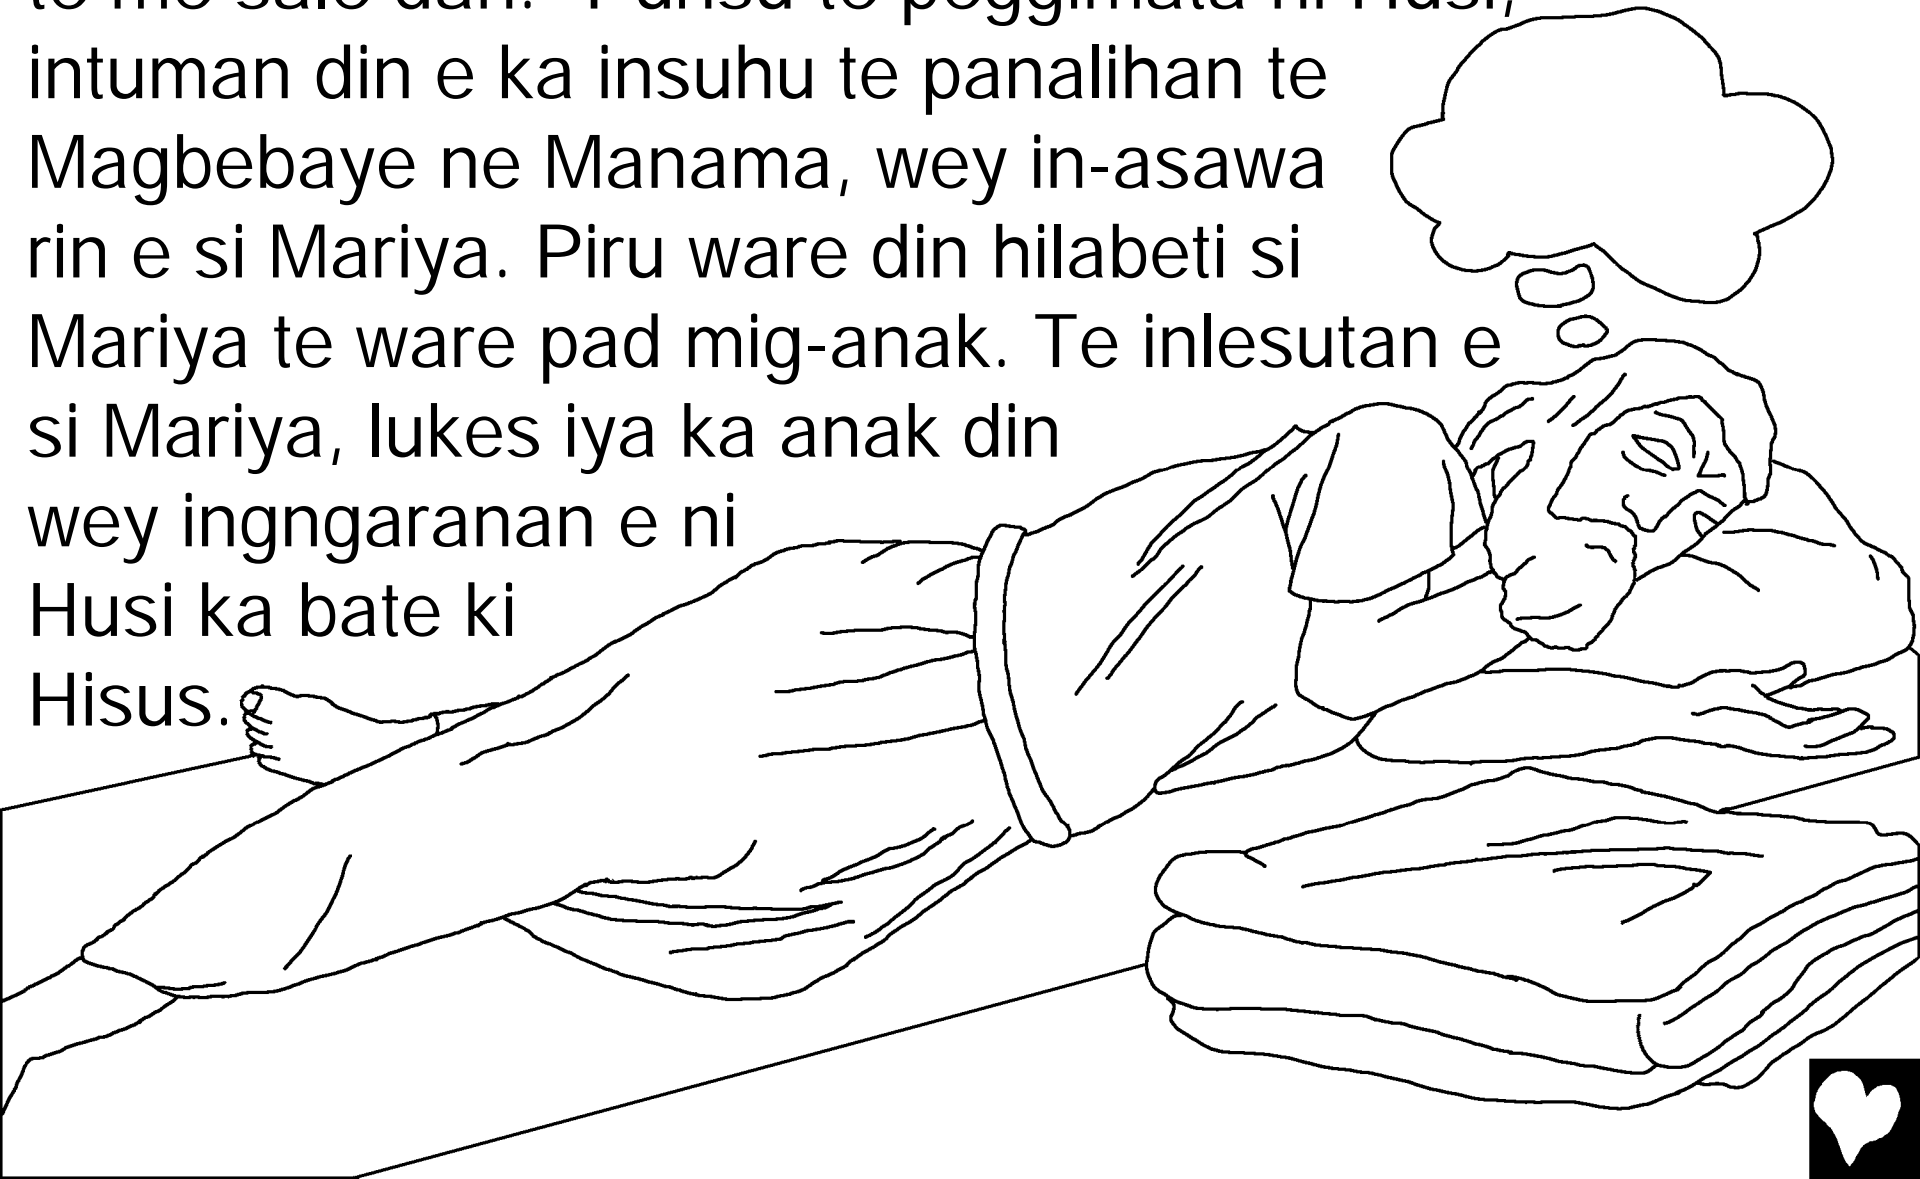 ni Husi,
intuman din e ka insuhu te panalihan te
Magbebaye ne Manama, wey in-asawa
rin e si Mariya. Piru ware din hilabeti si
Mariya te ware pad mig-anak. Te inlesutan e
si Mariya, lukes iya ka anak din
wey ingngaranan e ni
Husi ka bate ki
Hisus.